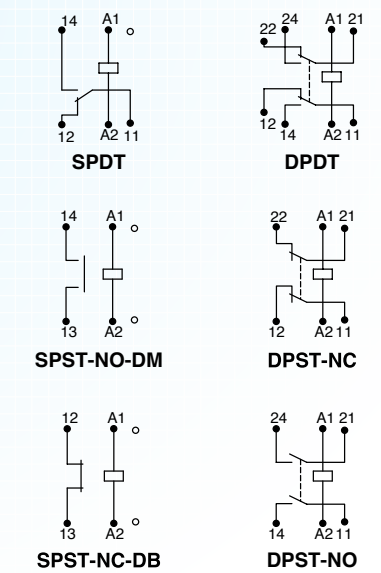 14 A1
12 A2 11
SPDT
24 A1 21
22
12
14 A2 11
DPDT
14 A1
13 A2
SPST-NO-DM
22 A1 21
12 A2 11
DPST-NC
12 A1
13 A2
SPST-NC-DB
24 A1 21
14 A2 11
DPST-NO